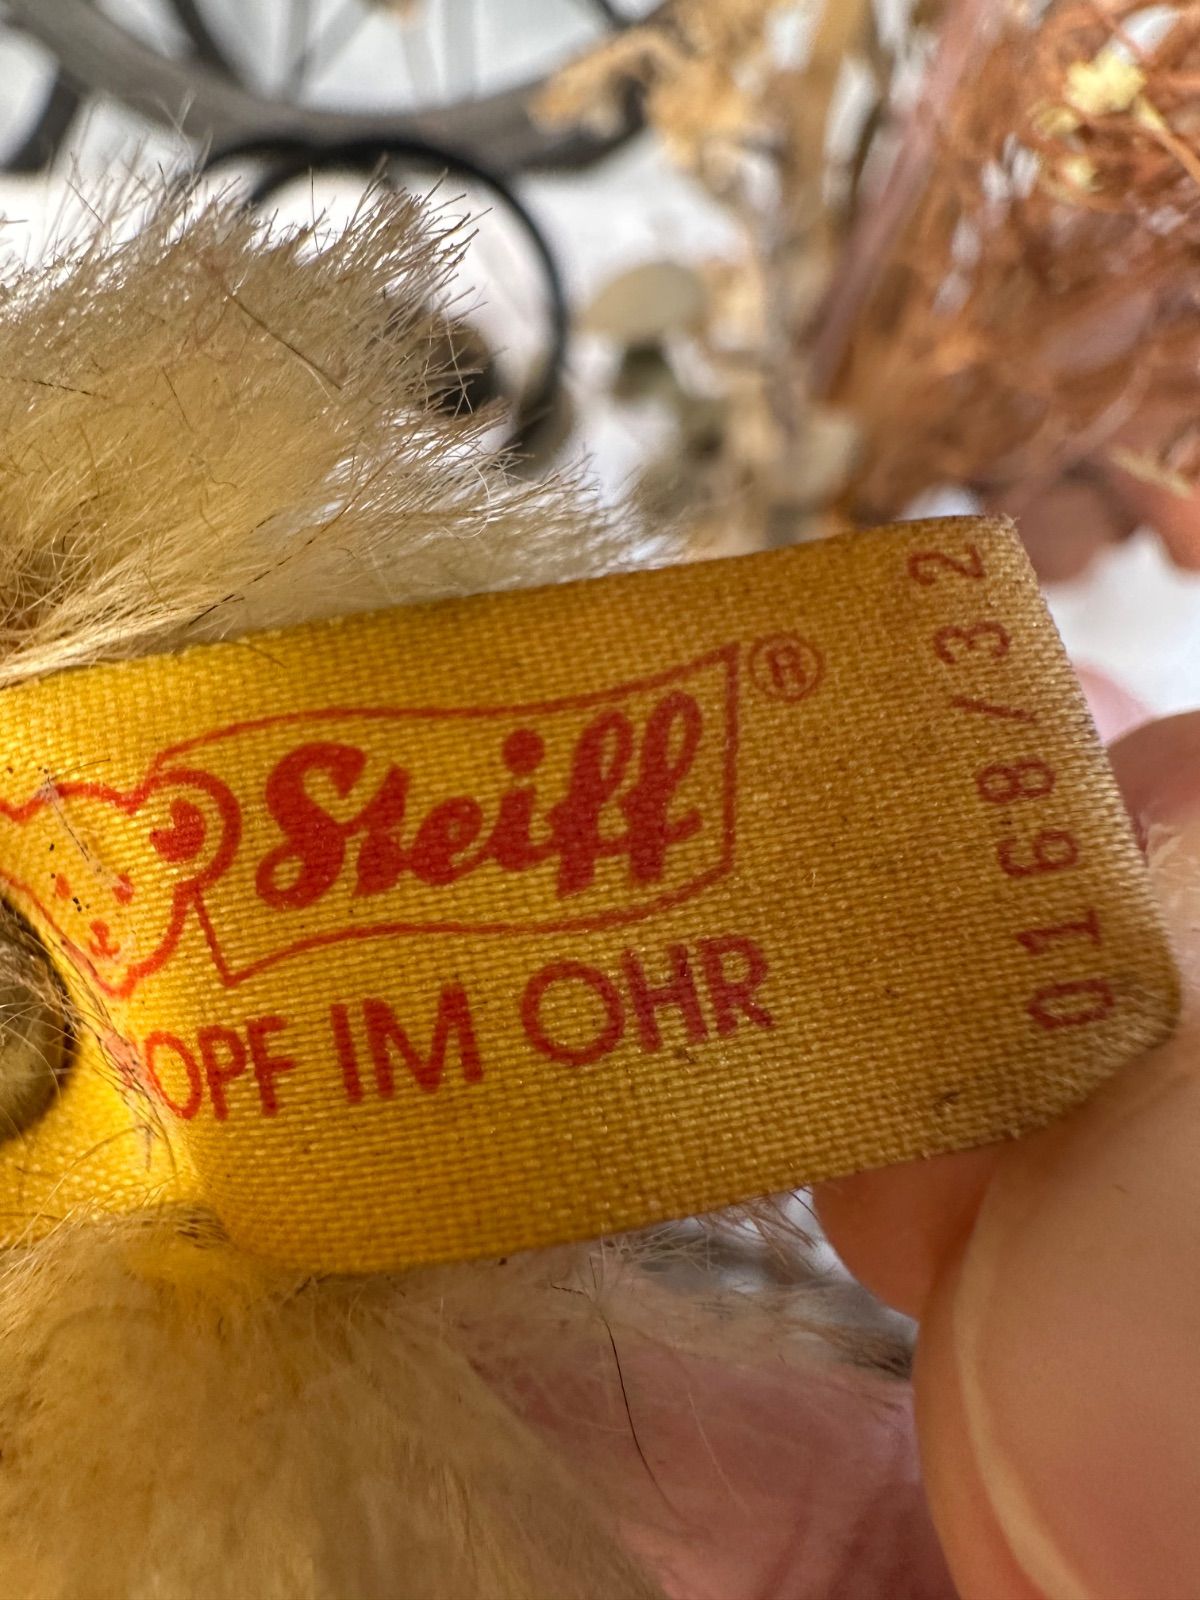 Steiff ®
OPF IM OHR
0168/32